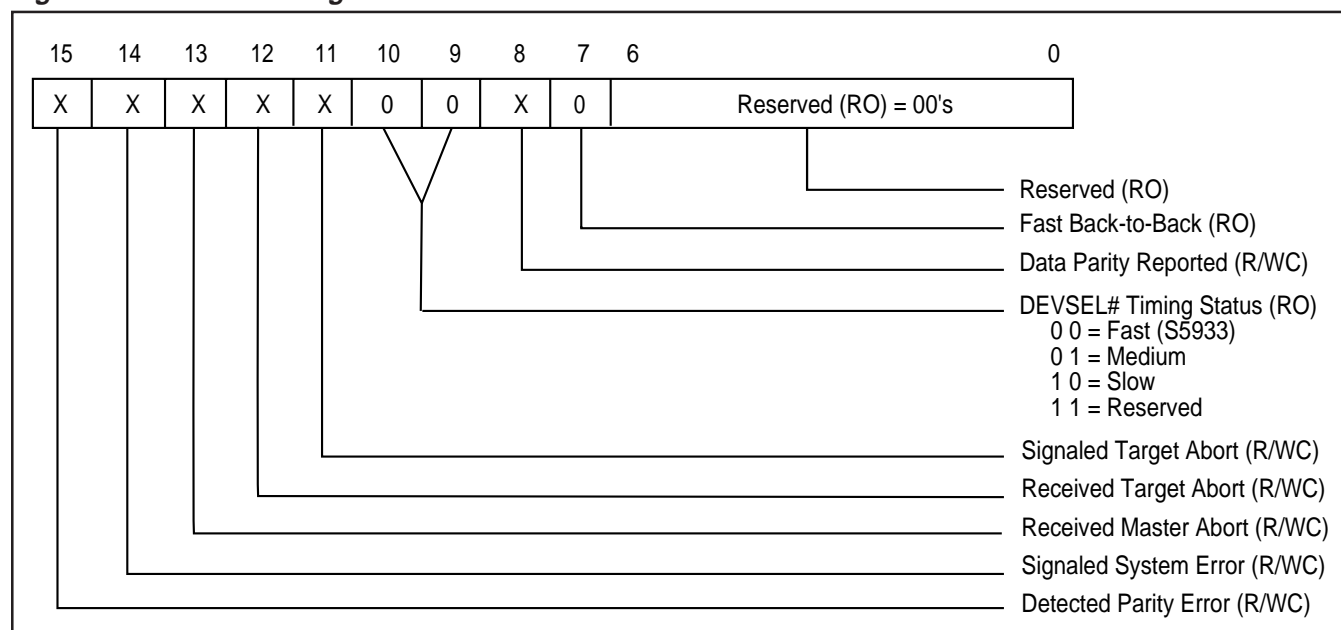 15 14 13 12 11 10 9 8 7 6 0
X X X X X 0 0 X 0 Reserved (RO) = 00's
Reserved (RO)
Fast Back-to-Back (RO)
Data Parity Reported (R/WC)
DEVSEL# Timing Status (RO)
0 0 = Fast (S5933)
0 1 = Medium
1 0 = Slow
1 1 = Reserved
Signaled Target Abort (R/WC)
Received Target Abort (R/WC)
Received Master Abort (R/WC)
Signaled System Error (R/WC)
Detected Parity Error (R/WC)